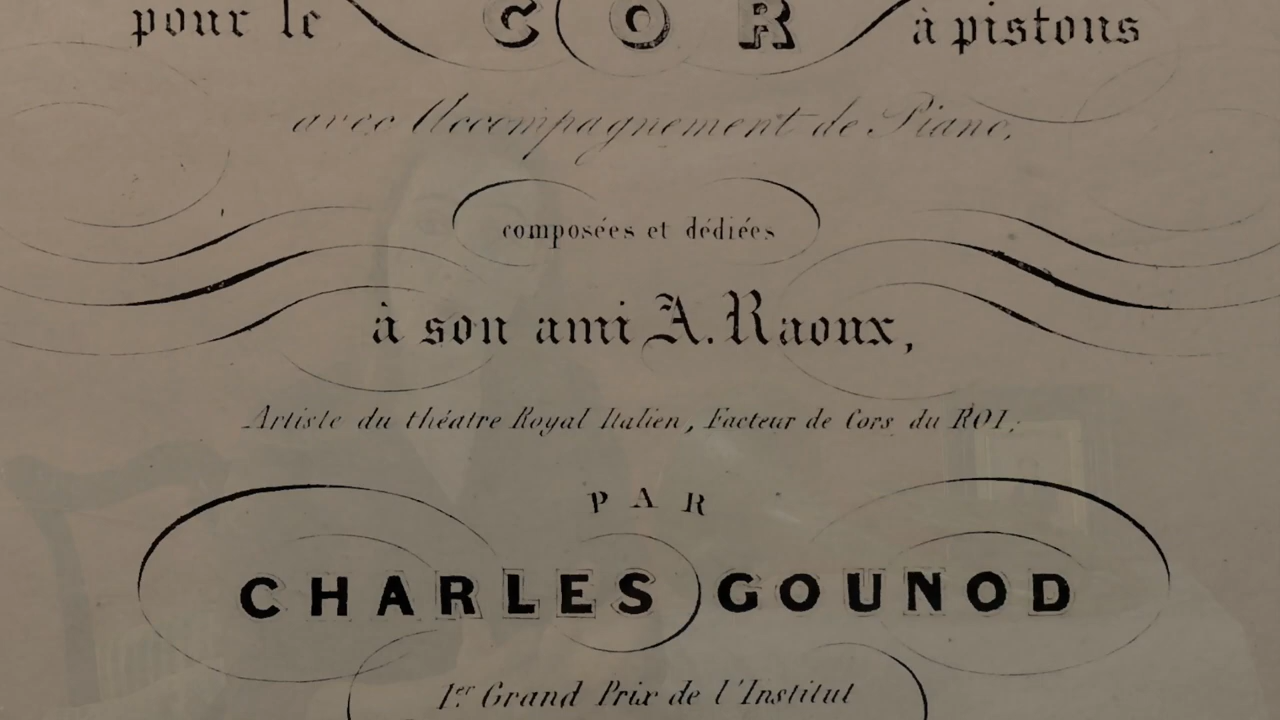 pour le COR à pistons
avec Accompagnement de Piano,
composées et dédiées
à son ami A. Raoux,
Artiste du théatre Royal Italien, Facteur de Cors du ROI;
PAR
CHARLES GOUNOD
1er Grand Prix de l'Institut